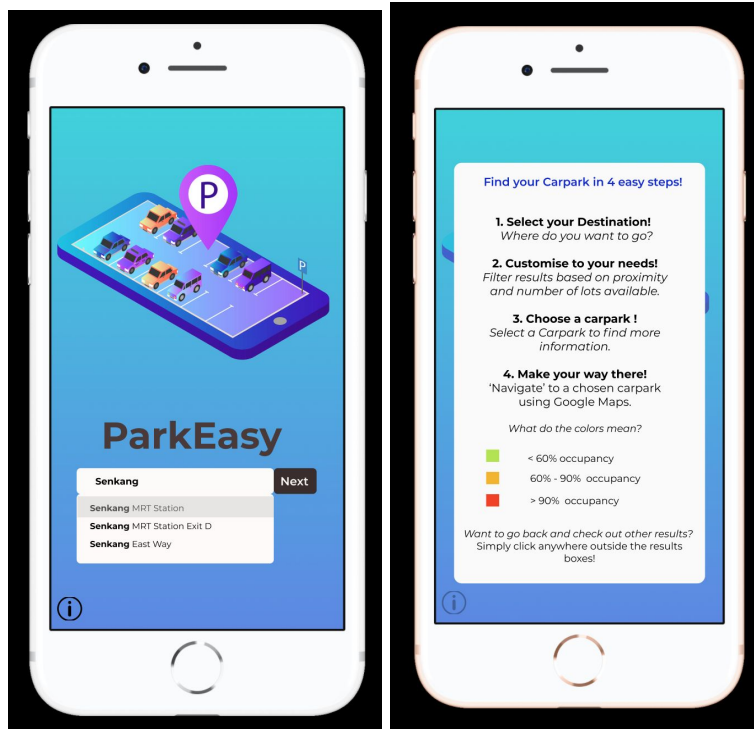 P
P
ParkEasy
Senkang
Next
Senkang MRT Station
Senkang MRT Station Exit D
Senkang East Way
i
Find your Carpark in 4 easy steps!
1. Select your Destination!
Where do you want to go?
2. Customise to your needs!
Filter results based on proximity
and number of lots available.
3. Choose a carpark !
Select a Carpark to find more
information.
4. Make your way there!
'Navigate' to a chosen carpark
using Google Maps.
What do the colors mean?
< 60% occupancy
60% - 90% occupancy
> 90% occupancy
Want to go back and check out other results?
Simply click anywhere outside the results
boxes!
i